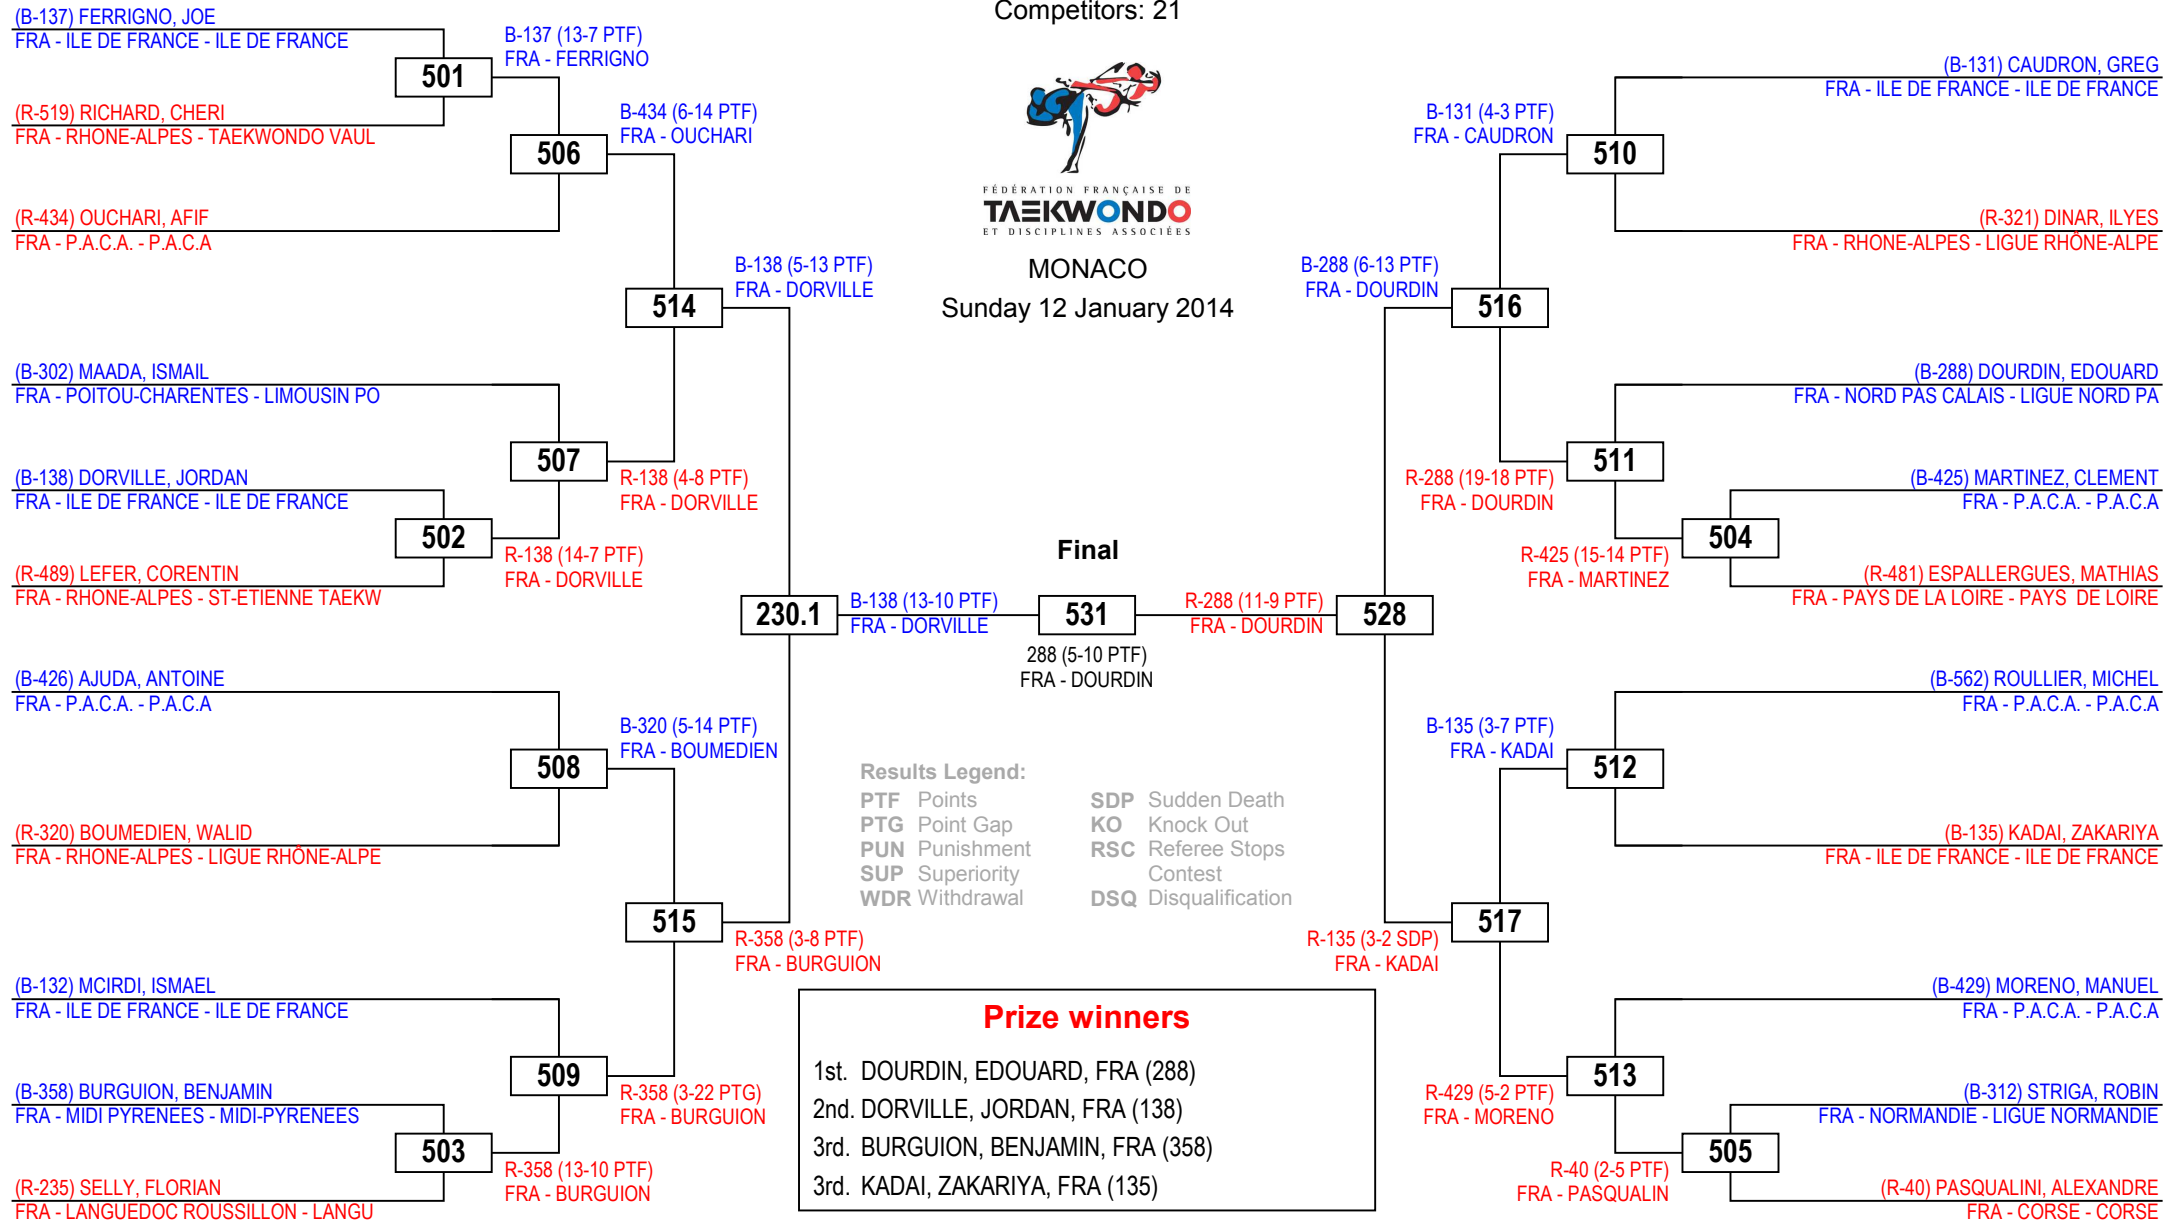 Competitors: 21
FÉDÉRATION FRANÇAISE DE
TAEKWONDO
ET DISCIPLINES ASSOCIÉES
MONACO
Sunday 12 January 2014
(B-137) FERRIGNO, JOE
FRA - ILE DE FRANCE - ILE DE FRANCE
501
B-137 (13-7 PTF)
FRA - FERRIGNO
(R-519) RICHARD, CHERI
FRA - RHONE-ALPES - TAEKWONDO VAUL
506
B-434 (6-14 PTF)
FRA - OUCHARI
(R-434) OUCHARI, AFIF
FRA - P.A.C.A. - P.A.C.A
514
B-138 (5-13 PTF)
FRA - DORVILLE
(B-302) MAADA, ISMAIL
FRA - POITOU-CHARENTES - LIMOUSIN PO
507
R-138 (4-8 PTF)
FRA - DORVILLE
(B-138) DORVILLE, JORDAN
FRA - ILE DE FRANCE - ILE DE FRANCE
502
R-138 (14-7 PTF)
FRA - DORVILLE
(R-489) LEFER, CORENTIN
FRA - RHONE-ALPES - ST-ETIENNE TAEKW
230.1
B-138 (13-10 PTF)
FRA - DORVILLE
(B-426) AJUDA, ANTOINE
FRA - P.A.C.A. - P.A.C.A
508
B-320 (5-14 PTF)
FRA - BOUMEDIEN
(R-320) BOUMEDIEN, WALID
FRA - RHONE-ALPES - LIGUE RHÔNE-ALPE
515
R-358 (3-8 PTF)
FRA - BURGUION
(B-132) MCIRDI, ISMAEL
FRA - ILE DE FRANCE - ILE DE FRANCE
509
R-358 (3-22 PTG)
FRA - BURGUION
(B-358) BURGUION, BENJAMIN
FRA - MIDI PYRENEES - MIDI-PYRENEES
503
R-358 (13-10 PTF)
FRA - BURGUION
(R-235) SELLY, FLORIAN
FRA - LANGUEDOC ROUSSILLON - LANGU
Final
531
288 (5-10 PTF)
FRA - DOURDIN
R-288 (11-9 PTF)
FRA - DOURDIN
528
(B-131) CAUDRON, GREG
FRA - ILE DE FRANCE - ILE DE FRANCE
B-131 (4-3 PTF)
FRA - CAUDRON
510
(R-321) DINAR, ILYES
FRA - RHONE-ALPES - LIGUE RHÔNE-ALPE
B-288 (6-13 PTF)
FRA - DOURDIN
516
(B-288) DOURDIN, EDOUARD
FRA - NORD PAS CALAIS - LIGUE NORD PA
R-288 (19-18 PTF)
FRA - DOURDIN
511
(B-425) MARTINEZ, CLEMENT
FRA - P.A.C.A. - P.A.C.A
R-425 (15-14 PTF)
FRA - MARTINEZ
504
(R-481) ESPALLERGUES, MATHIAS
FRA - PAYS DE LA LOIRE - PAYS DE LOIRE
(B-562) ROULLIER, MICHEL
FRA - P.A.C.A. - P.A.C.A
B-135 (3-7 PTF)
FRA - KADAI
512
(B-135) KADAI, ZAKARIYA
FRA - ILE DE FRANCE - ILE DE FRANCE
R-135 (3-2 SDP)
FRA - KADAI
517
(B-429) MORENO, MANUEL
FRA - P.A.C.A. - P.A.C.A
R-429 (5-2 PTF)
FRA - MORENO
513
(B-312) STRIGA, ROBIN
FRA - NORMANDIE - LIGUE NORMANDIE
R-40 (2-5 PTF)
FRA - PASQUALIN
505
(R-40) PASQUALINI, ALEXANDRE
FRA - CORSE - CORSE
Results Legend:
PTF Points
PTG Point Gap
PUN Punishment
SUP Superiority
WDR Withdrawal
SDP Sudden Death
KO Knock Out
RSC Referee Stops
Contest
DSQ Disqualification
Prize winners
1st. DOURDIN, EDOUARD, FRA (288)
2nd. DORVILLE, JORDAN, FRA (138)
3rd. BURGUION, BENJAMIN, FRA (358)
3rd. KADAI, ZAKARIYA, FRA (135)